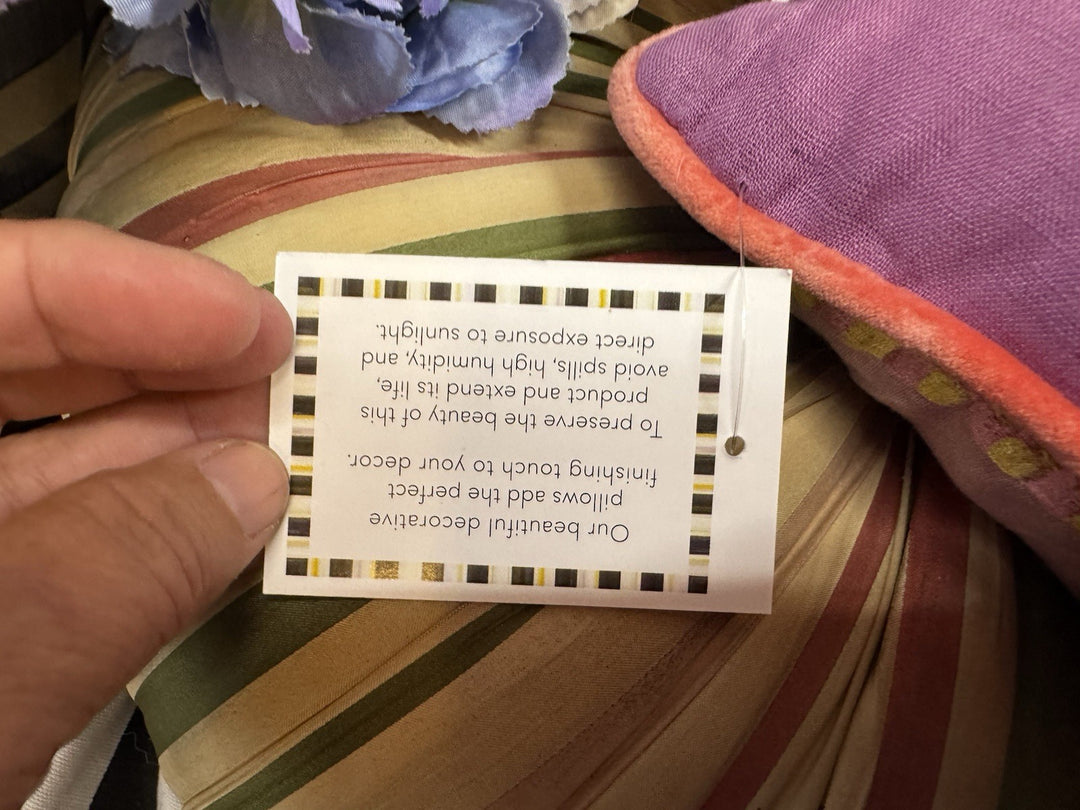 Our beautiful decorative
pillows add the perfect
finishing touch to your decor.
To preserve the beauty of this
product and extend its life,
avoid spills, high humidity, and
direct exposure to sunlight.